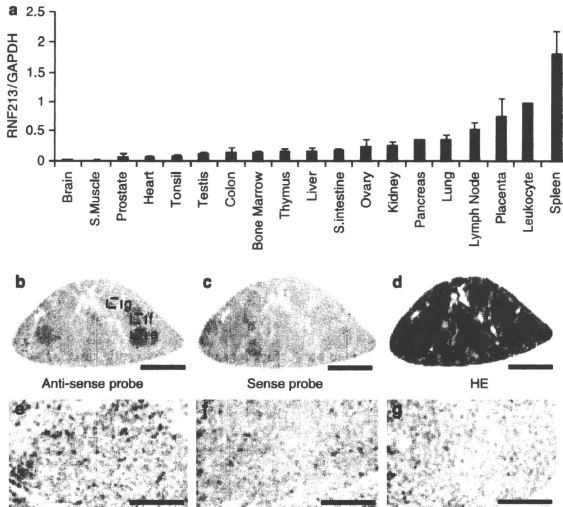 a
RNF213/GAPDH
2.5
2
1.5
1
0.5
0
Brain
S.Muscle
Prostate
Heart
Tonsil
Testis
Colon
Bone Marrow
Thymus
Liver
S.intestine
Ovary
Kidney
Pancreas
Lung
Lymph Node
Placenta
Leukocyte
Spleen
b
c
d
g
f
e
Anti-sense probe
Sense probe
HE
e
f
g